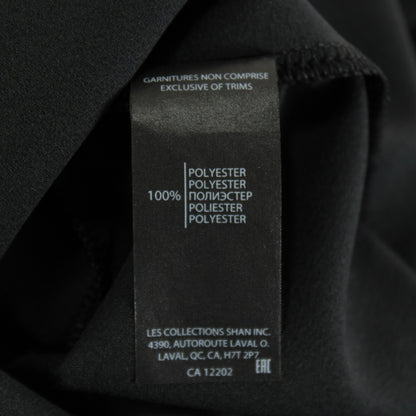 GARNITURES NON COMPRISE
EXCLUSIVE OF TRIMS
100%
POLYESTER
POLYESTER
ПОЛИЭСТЕР
POLIESTER
POLYESTER
LES COLLECTIONS SHAN INC.
4390, AUTOROUTE LAVAL O.
LAVAL, QC, CA, H7T 2P7
CA 12202
EAC